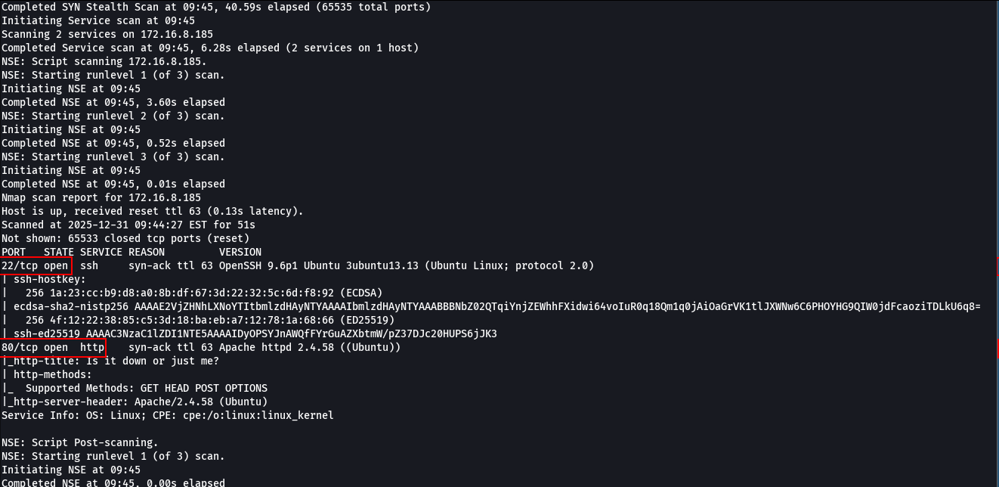 Completed SYN Stealth Scan at 09:45, 40.59s elapsed (65535 total ports)
Initiating Service scan at 09:45
Scanning 2 services on 172.16.8.185
Completed Service scan at 09:45, 6.28s elapsed (2 services on 1 host)
NSE: Script scanning 172.16.8.185.
NSE: Starting runlevel 1 (of 3) scan.
Initiating NSE at 09:45
Completed NSE at 09:45, 3.60s elapsed
NSE: Starting runlevel 2 (of 3) scan.
Initiating NSE at 09:45
Completed NSE at 09:45, 0.52s elapsed
NSE: Starting runlevel 3 (of 3) scan.
Initiating NSE at 09:45
Completed NSE at 09:45, 0.01s elapsed
Nmap scan report for 172.16.8.185
Host is up, received reset ttl 63 (0.13s latency).
Scanned at 2025-12-31 09:44:27 EST for 51s
Not shown: 65533 closed tcp ports (reset)
PORT   STATE SERVICE REASON         VERSION
22/tcp open  ssh     syn-ack ttl 63 OpenSSH 9.6p1 Ubuntu 3ubuntu13.13 (Ubuntu Linux; protocol 2.0)
| ssh-hostkey:
|   256 1a:23:cc:b9:d8:a0:8b:df:67:3d:22:32:5c:6d:f8:92 (ECDSA)
| ecdsa-sha2-nistp256 AAAAE2VjZHNhLXNoYTItbmlzdHAyNTYAAAAIbmlzdHAyNTYAAABBBNbZ02QTqiYnjZEWhhFXidwi64voIuR0q18Qm1q0jAiOaGrVK1tlJXWNw6C6PHOYHG9QIW0jdFcaoziTDLkU6q8=
|   256 4f:12:22:38:85:c5:3d:18:ba:eb:a7:12:78:1a:68:66 (ED25519)
| ssh-ed25519 AAAAC3NzaC1lZDI1NTE5AAAAIDyOPSYJnAWQfFYrGuAZXbtmW/pZ37DJc20HUPS6jJK3
80/tcp open  http    syn-ack ttl 63 Apache httpd 2.4.58 ((Ubuntu))
|_http-title: Is it down or just me?
| http-methods:
|_  Supported Methods: GET HEAD POST OPTIONS
|_http-server-header: Apache/2.4.58 (Ubuntu)
Service Info: OS: Linux; CPE: cpe:/o:linux:linux_kernel
NSE: Script Post-scanning.
NSE: Starting runlevel 1 (of 3) scan.
Initiating NSE at 09:45
Completed NSE at 09:45, 0.00s elapsed